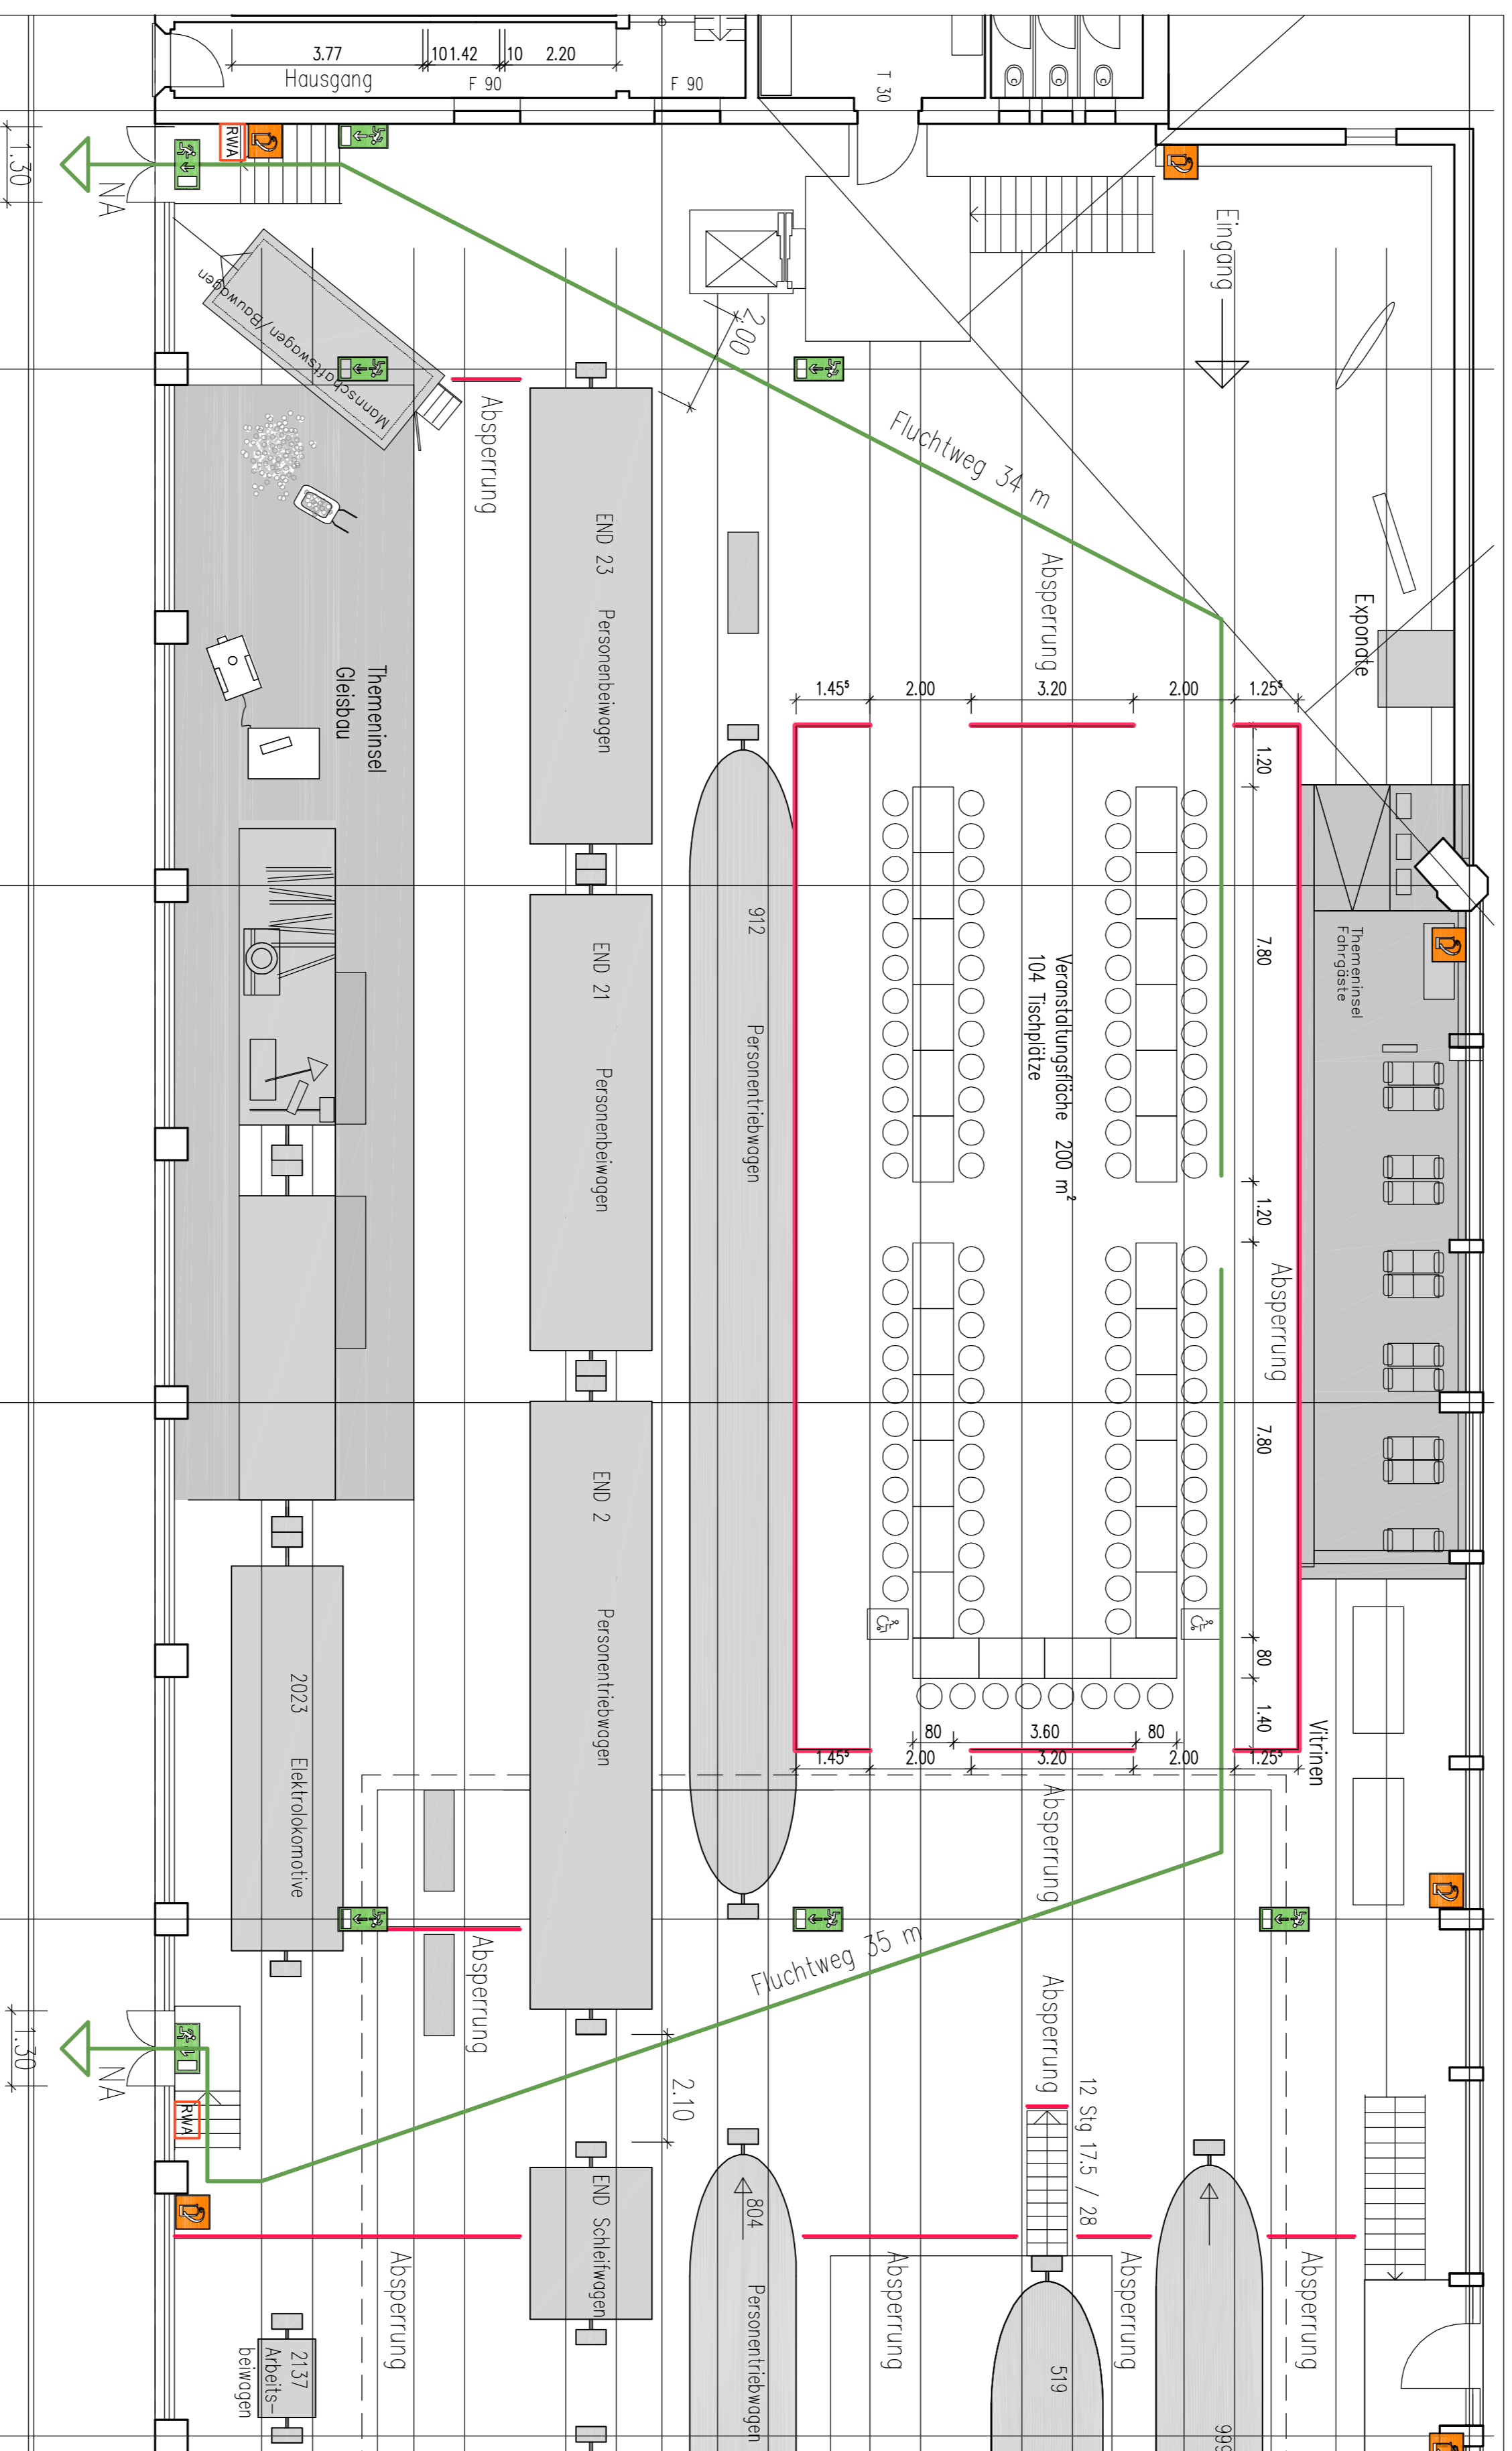 3.77
10
1.42
10
2.20
Hausgang
F 90
F 90
T 30
RWA
1.30
NA
Eingang
Mannschaftswagen/Bauwagen
2.00
Absperrung
Fluchtweg 34 m
Absperrung
Exponate
END 23 Personenbeiwagen
Themeninsel
Gleisbau
1.45⁵
2.00
3.20
2.00
1.25⁵
1.20
7.80
1.20
7.80
80
1.40
912 Personentriebwagen
END 21 Personenbeiwagen
Veranstaltungsfläche 200 m²
104 Tischplätze
Themeninsel
Fahrgäste
Absperrung
END 2 Personentriebwagen
2023 Elektrolokomotive
80
3.60
80
1.45⁵
2.00
3.20
2.00
1.25⁵
Vitrinen
Absperrung
Absperrung
Fluchtweg 35 m
Absperrung
12 Stg 17.5 / 28
1.30
NA
RWA
2.10
END Schleifwagen
804 Personentriebwagen
Absperrung
Absperrung
Absperrung
Absperrung
2137
Arbeits-
beiwagen
519
999